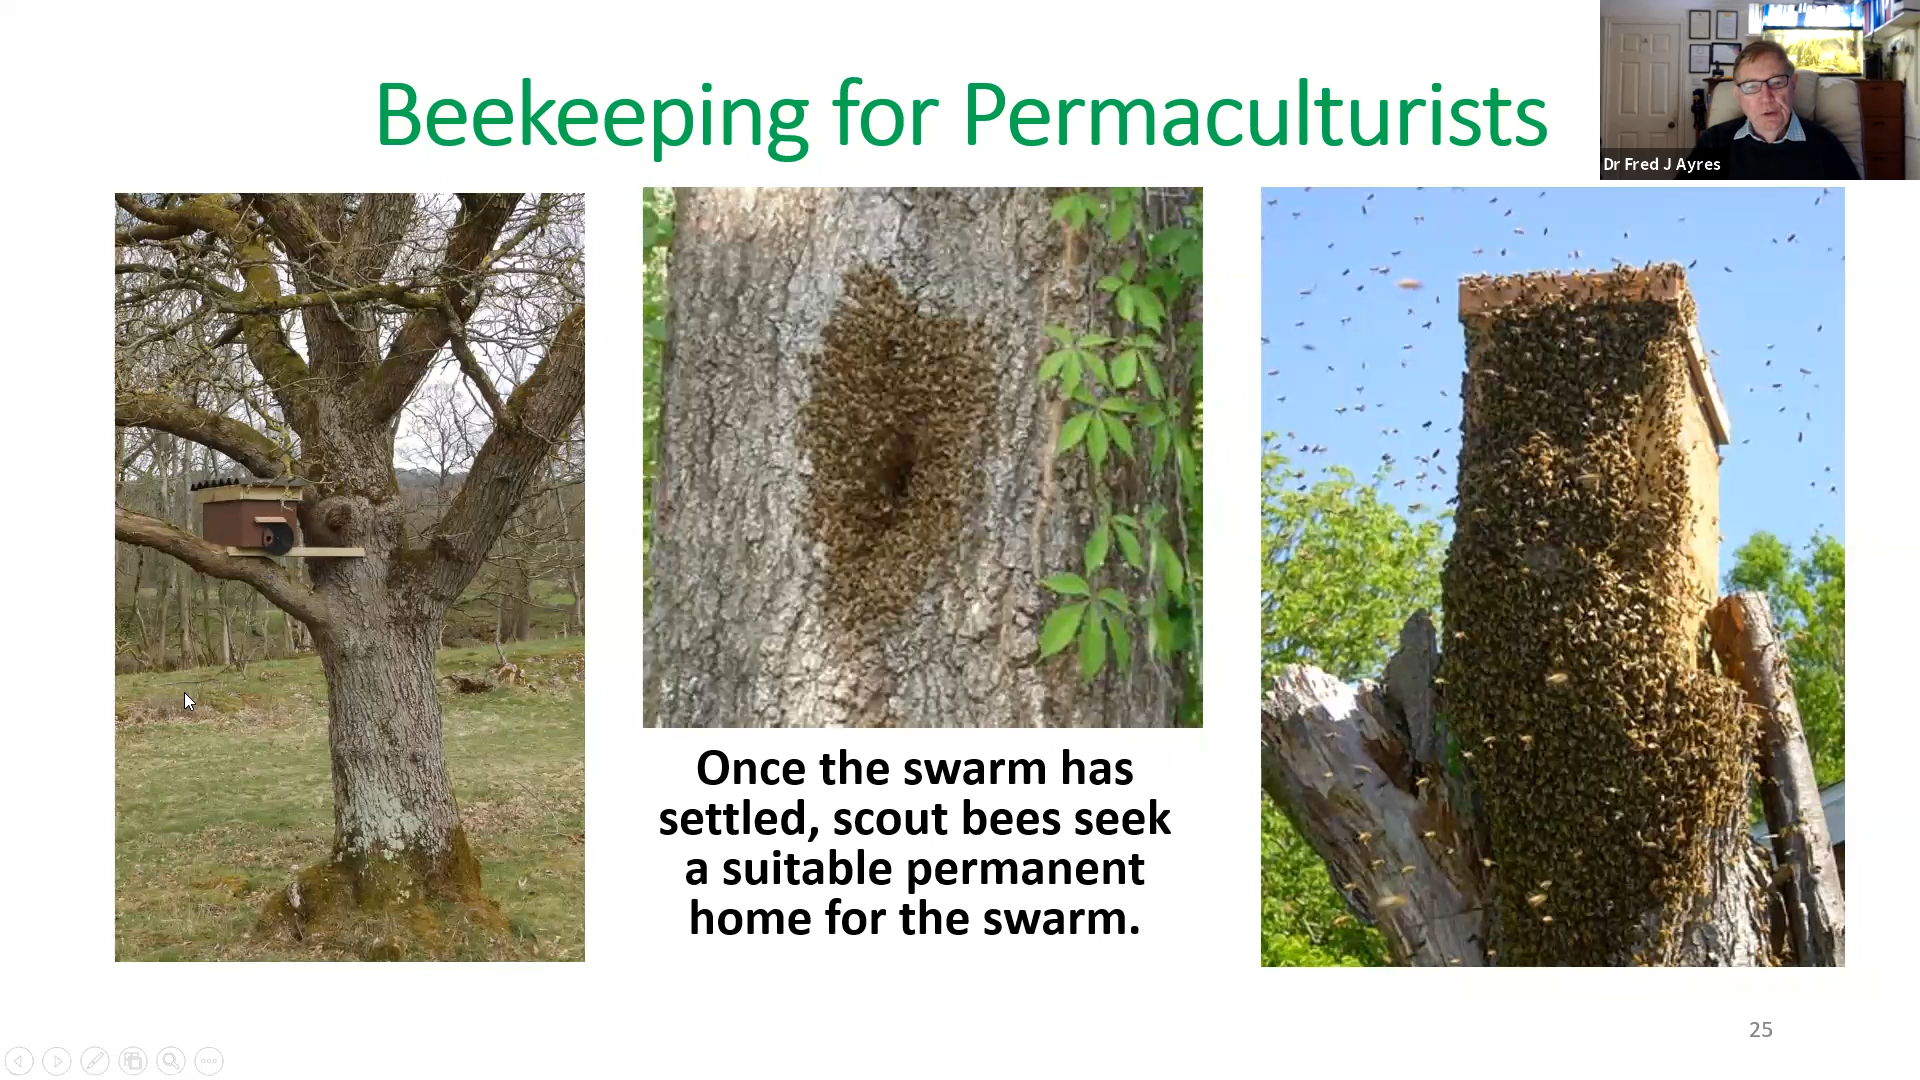 Beekeeping for Permaculturists
Dr Fred J Ayres
Once the swarm has
settled, scout bees seek
a suitable permanent
home for the swarm.
25